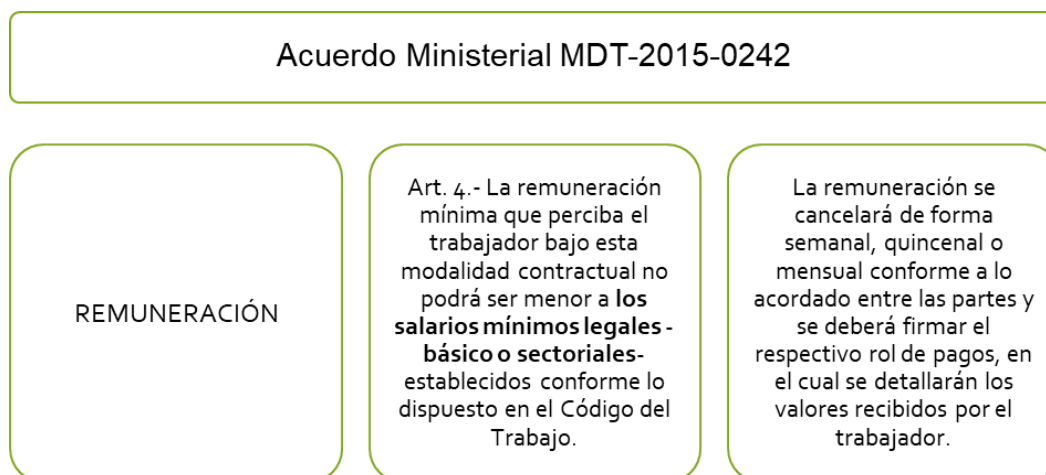 Acuerdo Ministerial MDT-2015-0242
REMUNERACIÓN
Art. 4.- La remuneración
mínima que perciba el
trabajador bajo esta
modalidad contractual no
podrá ser menor a los
salarios mínimos legales -
básico o sectoriales-
establecidos conforme lo
dispuesto en el Código del
Trabajo.
La remuneración se
cancelará de forma
semanal, quincenal o
mensual conforme a lo
acordado entre las partes y
se deberá firmar el
respectivo rol de pagos, en
el cual se detallarán los
valores recibidos por el
trabajador.